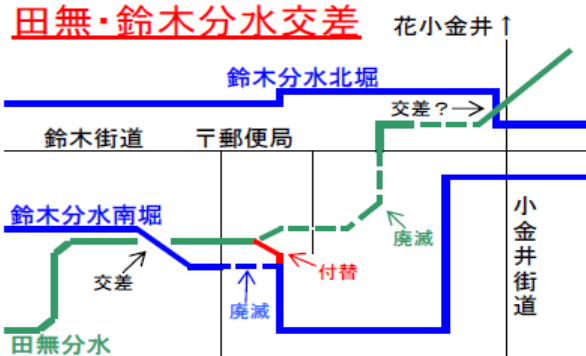 田無・鈴木分水交差
花小金井↑
鈴木分水北堀
交差?→
鈴木街道
〒郵便局
鈴木分水南堀
廃滅
小金井街道
交差
付替
廃滅
田無分水